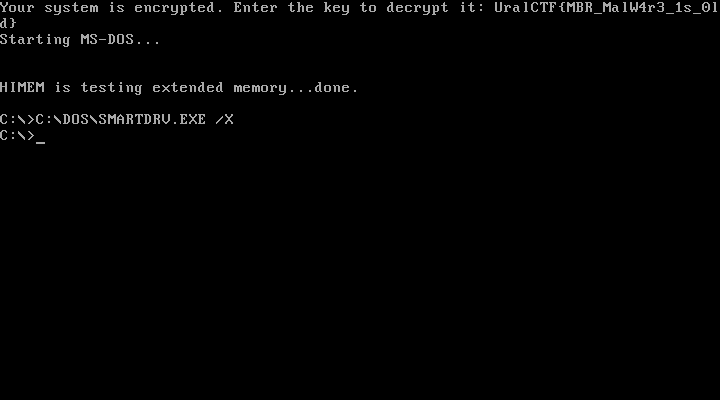 Your system is encrypted. Enter the key to decrypt it: UralCTF{MBR_MalW4r3_1s_0l
d}
Starting MS-DOS...
HIMEM is testing extended memory...done.
C:\>C:\DOS\SMARTDRV.EXE /X
C:\>_